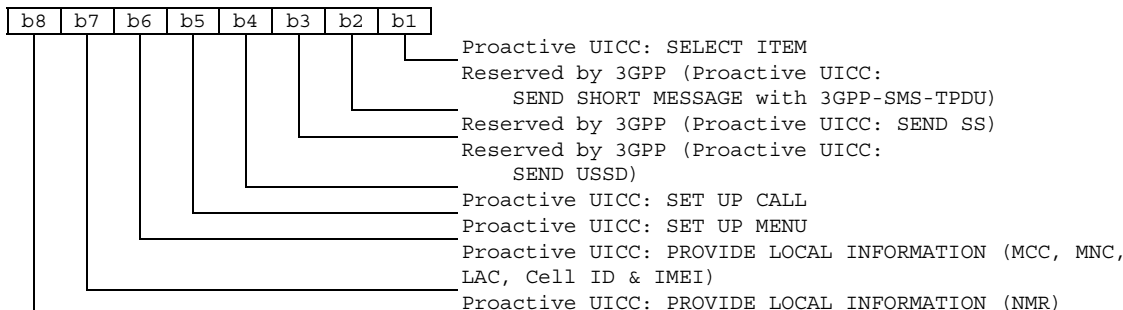 b8 b7 b6 b5 b4 b3 b2 b1
Proactive UICC: SELECT ITEM
Reserved by 3GPP (Proactive UICC:
SEND SHORT MESSAGE with 3GPP-SMS-TPDU)
Reserved by 3GPP (Proactive UICC: SEND SS)
Reserved by 3GPP (Proactive UICC:
SEND USSD)
Proactive UICC: SET UP CALL
Proactive UICC: SET UP MENU
Proactive UICC: PROVIDE LOCAL INFORMATION (MCC, MNC,
LAC, Cell ID & IMEI)
Proactive UICC: PROVIDE LOCAL INFORMATION (NMR)